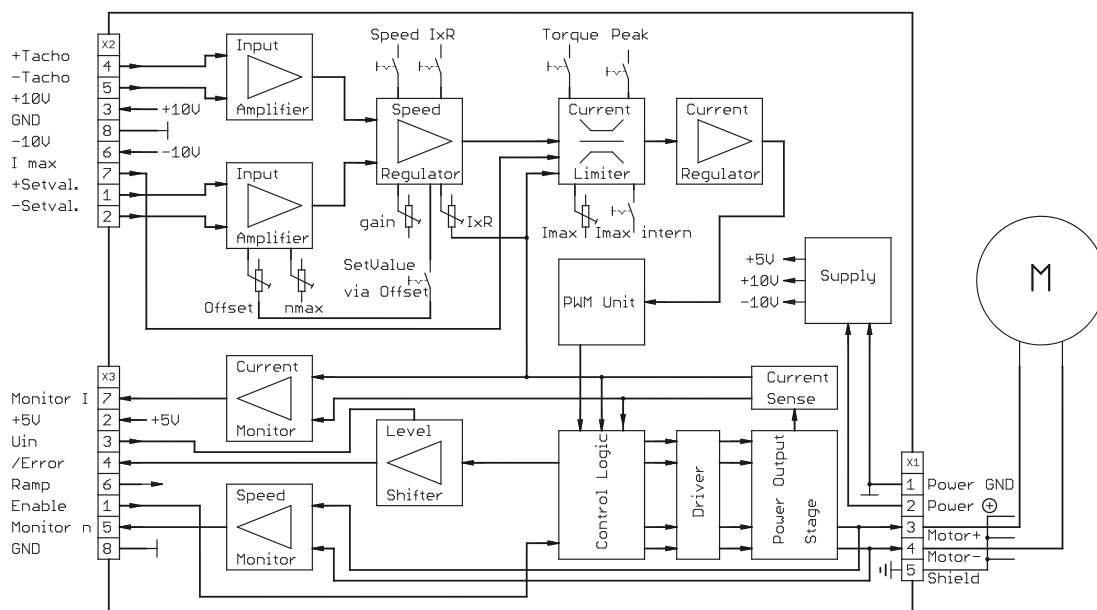 X2
+Tacho
4
-Tacho
5
+10V
3
+10V
GND
8
-10V
6
-10V
I max
7
+Setval.
1
-Setval.
2
Input
Amplifier
Input
Amplifier
Offset
nmax
Speed IxR
Speed
Regulator
gain
IxR
SetValue
via Offset
Torque Peak
Current
Limiter
Imax
Imax intern
Current
Regulator
PWM Unit
+5V
+10V
-10V
Supply
M
X3
Monitor I
7
+5V
2
+5V
Uin
3
/Error
4
Ramp
6
Enable
1
Monitor n
5
GND
8
Current
Monitor
Level
Shifter
Speed
Monitor
Control Logic
Driver
Power Output
Stage
Current
Sense
X1
1
Power GND
2
Power +
3
Motor+
4
Motor-
5
Shield